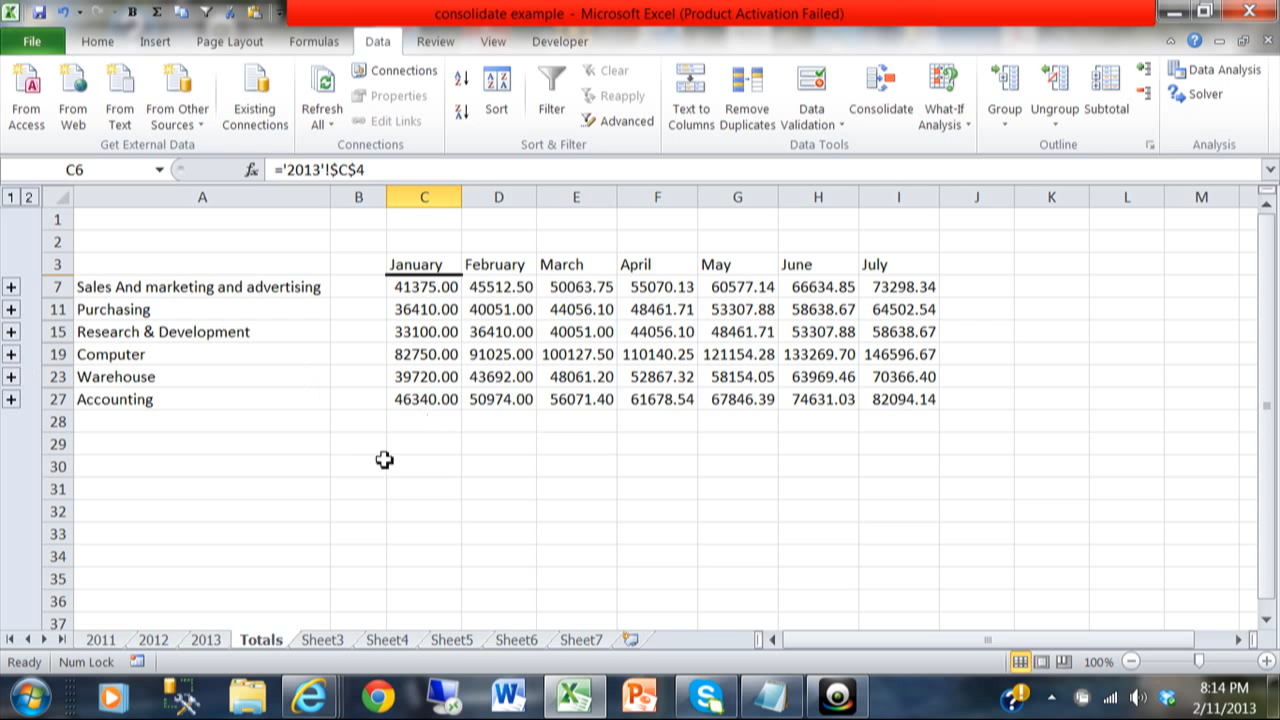 consolidate example - Microsoft Excel (Product Activation Failed)
File Home Insert Page Layout Formulas Data Review View Developer
From Access
From Web
From Text
From Other Sources
Existing Connections
Get External Data
Refresh All
Connections
Properties
Edit Links
Connections
Sort
Filter
Clear
Reapply
Advanced
Sort & Filter
Text to Columns
Remove Duplicates
Data Validation
Consolidate
What-If Analysis
Data Tools
Group
Ungroup
Subtotal
Outline
Data Analysis
Solver
Analysis
C6 fx ='2013'!$C$4
1 2 A B C D E F G H I J K L M
1
2
3 January February March April May June July
7 Sales And marketing and advertising 41375.00 45512.50 50063.75 55070.13 60577.14 66634.85 73298.34
11 Purchasing 36410.00 40051.00 44056.10 48461.71 53307.88 58638.67 64502.54
15 Research & Development 33100.00 36410.00 40051.00 44056.10 48461.71 53307.88 58638.67
19 Computer 82750.00 91025.00 100127.50 110140.25 121154.28 133269.70 146596.67
23 Warehouse 39720.00 43692.00 48061.20 52867.32 58154.05 63969.46 70366.40
27 Accounting 46340.00 50974.00 56071.40 61678.54 67846.39 74631.03 82094.14
28
29
30
31
32
33
34
35
36
37
2011 2012 2013 Totals Sheet3 Sheet4 Sheet5 Sheet6 Sheet7
Ready Num Lock 100%
8:14 PM
2/11/2013